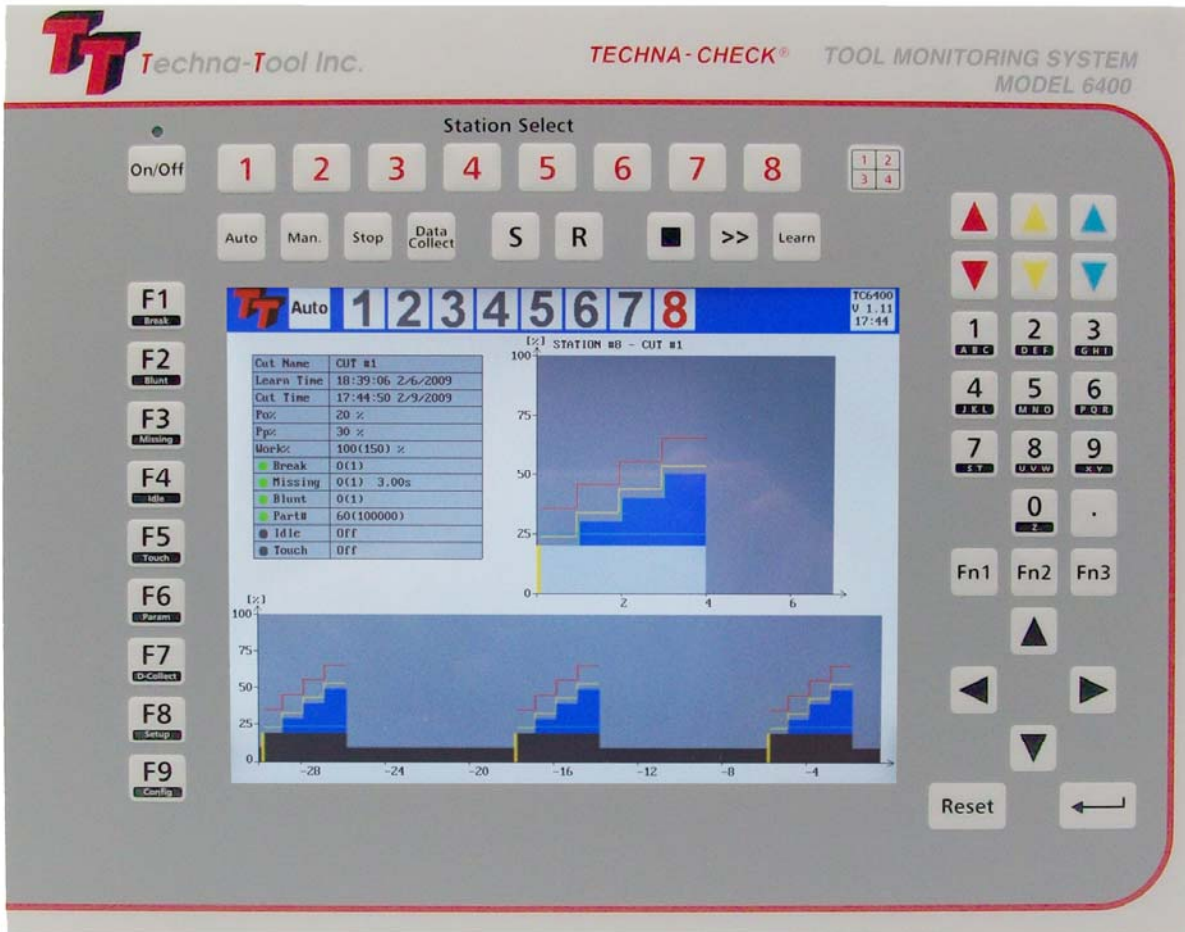 TT Techna-Tool Inc.
TECHNA-CHECK® TOOL MONITORING SYSTEM
MODEL 6400
Station Select
On/Off 1 2 3 4 5 6 7 8 1 2
3 4
Auto Man. Stop Data Collect S R >> Learn
F1
Break
F2
Blunt
F3
Missing
F4
Idle
F5
Touch
F6
Param
F7
D-Collect
F8
Setup
F9
Config
TT Auto 1 2 3 4 5 6 7 8
TC6400
V 1.11
17:44
Cut Name CUT #1
Learn Time 18:39:06 2/6/2009
Cut Time 17:44:50 2/9/2009
Po% 20 %
Pp% 30 %
Work% 100(150) %
Break 0(1)
Missing 0(1) 3.00s
Blunt 0(1)
Part# 60(100000)
Idle Off
Touch Off
[%] STATION #8 - CUT #1
100
75
50
25
0
2 4 6
[%]
100
75
50
25
0
-28 -24 -20 -16 -12 -8 -4
1 2 3
ABC DEF GHI
4 5 6
JKL MNO PQR
7 8 9
ST UVW XY
0 .
Z
Fn1 Fn2 Fn3
Reset